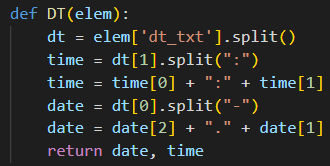 def DT(elem):
    dt = elem['dt_txt'].split()
    time = dt[1].split(":")
    time = time[0] + ":" + time[1]
    date = dt[0].split("-")
    date = date[2] + "." + date[1]
    return date, time